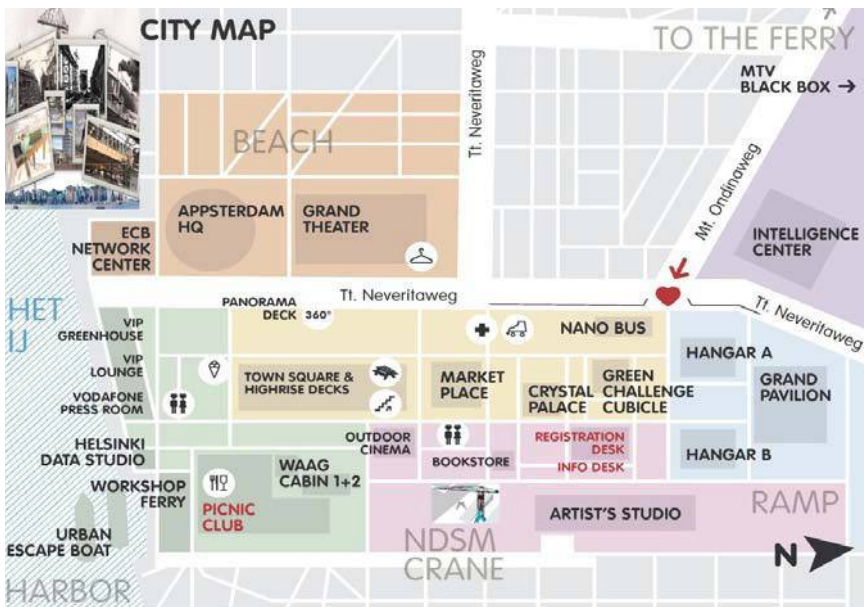 CITY MAP
TO THE FERRY
MTV
BLACK BOX →
Tt. Neveritaweg
BEACH
Mt. Ondinaweg
APPSTERDAM
HQ
GRAND
THEATER
ECB
NETWORK
CENTER
INTELLIGENCE
CENTER
HET
IJ
Tt. Neveritaweg
Tt. Neveritaweg
PANORAMA
DECK 360°
VIP
GREENHOUSE
NANO BUS
HANGAR A
VIP
LOUNGE
TOWN SQUARE &
HIGHRISE DECKS
MARKET
PLACE
CRYSTAL
PALACE
GREEN
CHALLENGE
CUBICLE
GRAND
PAVILION
VODAFONE
PRESS ROOM
HELSINKI
DATA STUDIO
OUTDOOR
CINEMA
BOOKSTORE
REGISTRATION
DESK
INFO DESK
HANGAR B
WORKSHOP
FERRY
WAAG
CABIN 1+2
PICNIC
CLUB
RAMP
ARTIST'S STUDIO
URBAN
ESCAPE BOAT
NDSM
CRANE
N
HARBOR